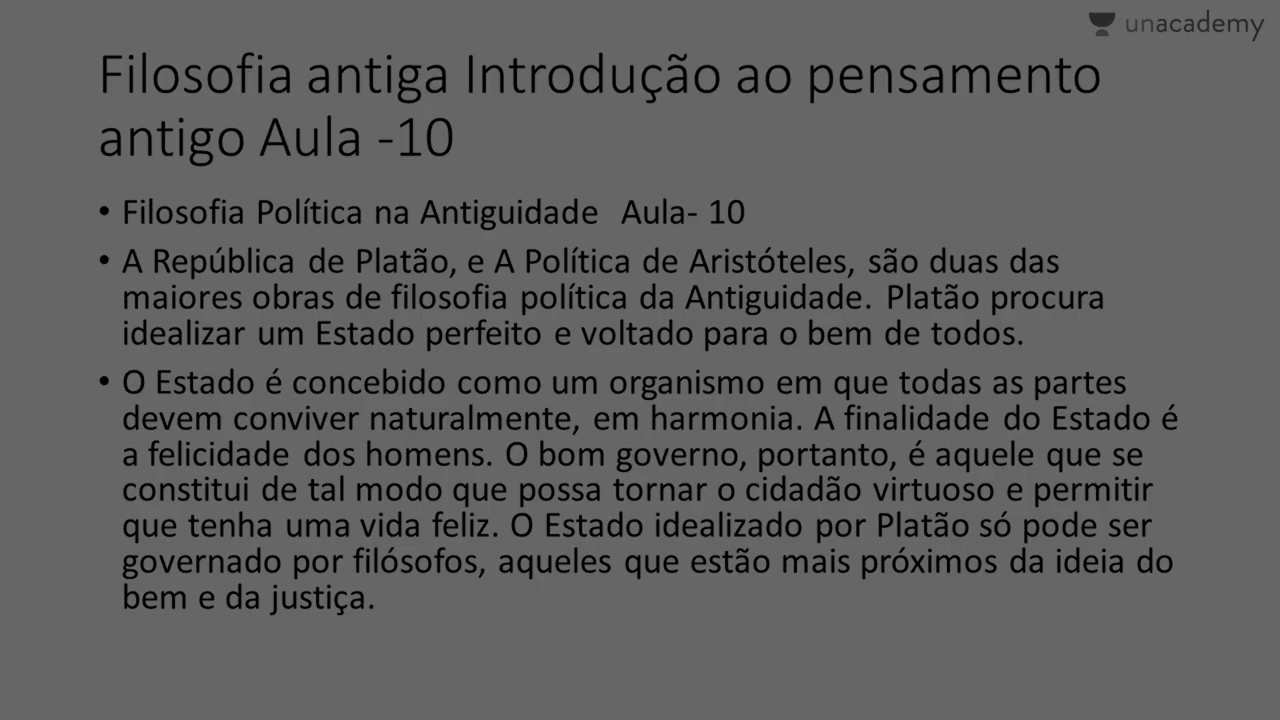 unacademy
Filosofia antiga Introdução ao pensamento
antigo Aula -10
• Filosofia Política na Antiguidade Aula- 10
• A República de Platão, e A Política de Aristóteles, são duas das
maiores obras de filosofia política da Antiguidade. Platão procura
idealizar um Estado perfeito e voltado para o bem de todos.
• O Estado é concebido como um organismo em que todas as partes
devem conviver naturalmente, em harmonia. A finalidade do Estado é
a felicidade dos homens. O bom governo, portanto, é aquele que se
constitui de tal modo que possa tornar o cidadão virtuoso e permitir
que tenha uma vida feliz. O Estado idealizado por Platão só pode ser
governado por filósofos, aqueles que estão mais próximos da ideia do
bem e da justiça.